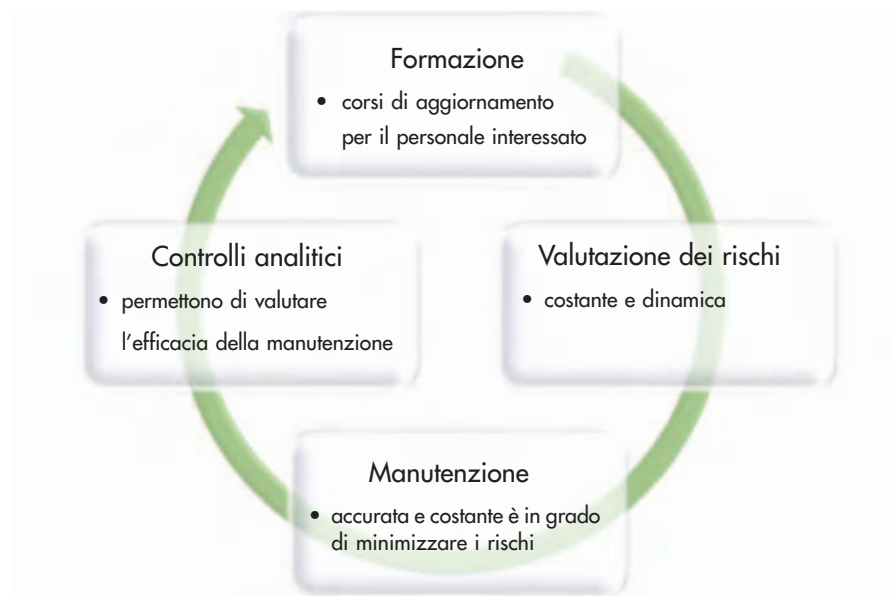 Formazione
• corsi di aggiornamento
per il personale interessato
Controlli analitici
• permettono di valutare
l'efficacia della manutenzione
Valutazione dei rischi
• costante e dinamica
Manutenzione
• accurata e costante è in grado
di minimizzare i rischi